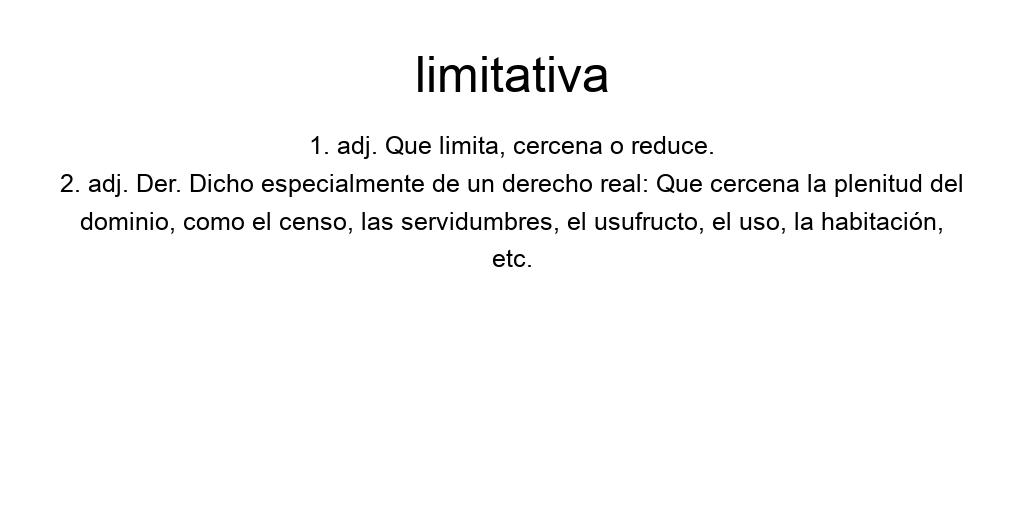 limitativa
1. adj. Que limita, cercena o reduce.
2. adj. Der. Dicho especialmente de un derecho real: Que cercena la plenitud del
dominio, como el censo, las servidumbres, el usufructo, el uso, la habitación,
etc.